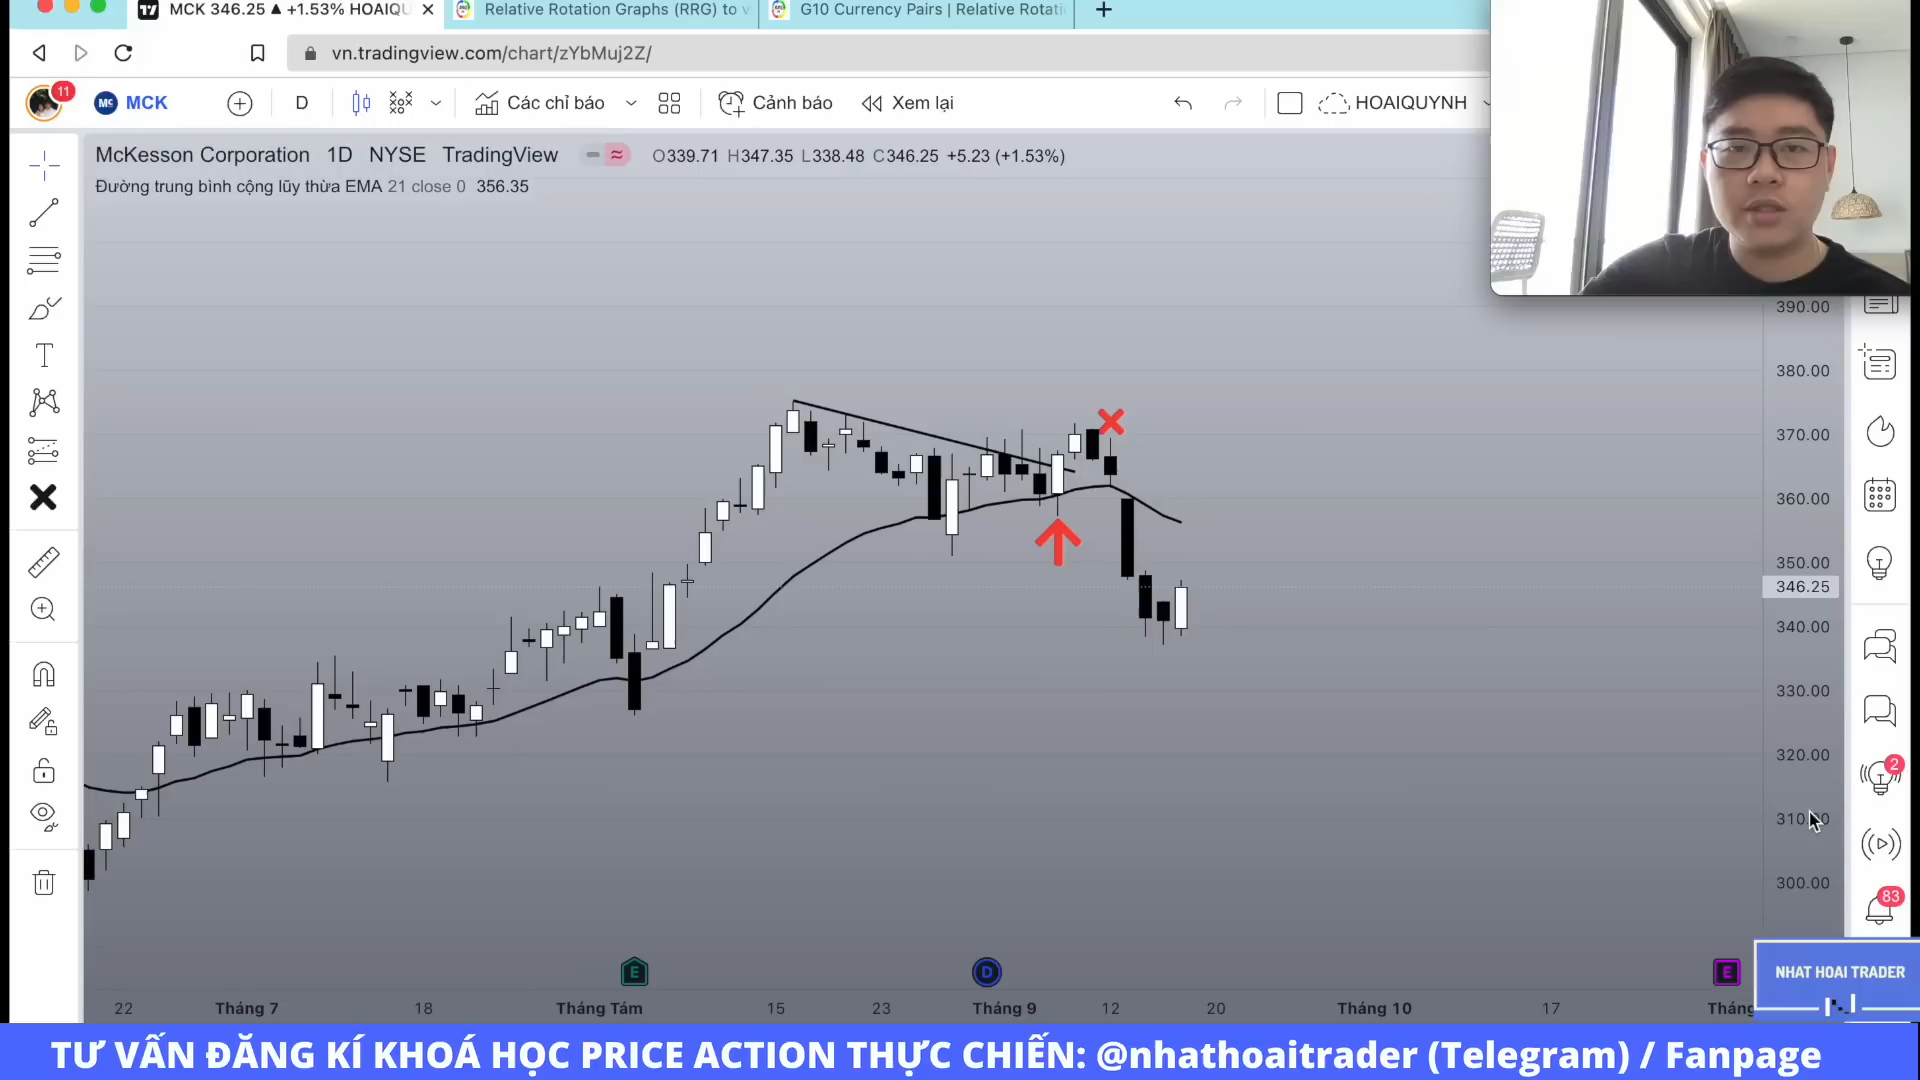 MCK 346.25 ▲ +1.53% HOAIQU
Relative Rotation Graphs (RRG) to
G10 Currency Pairs | Relative Rotati
vn.tradingview.com/chart/zYbMuj2Z/
11
MCK
D
Các chỉ báo
Cảnh báo
Xem lại
HOAIQUYNH
McKesson Corporation 1D NYSE TradingView
O339.71 H347.35 L338.48 C346.25 +5.23 (+1.53%)
Đường trung bình cộng lũy thừa EMA 21 close 0 356.35
390.00
380.00
370.00
360.00
350.00
346.25
340.00
330.00
320.00
300.00
2
83
E
D
E
22
Tháng 7
18
Tháng Tám
15
23
Tháng 9
12
20
Tháng 10
17
NHAT HOAI TRADER
TƯ VẤN ĐĂNG KÍ KHOÁ HỌC PRICE ACTION THỰC CHIẾN: @nhathoaitrader (Telegram) / Fanpage